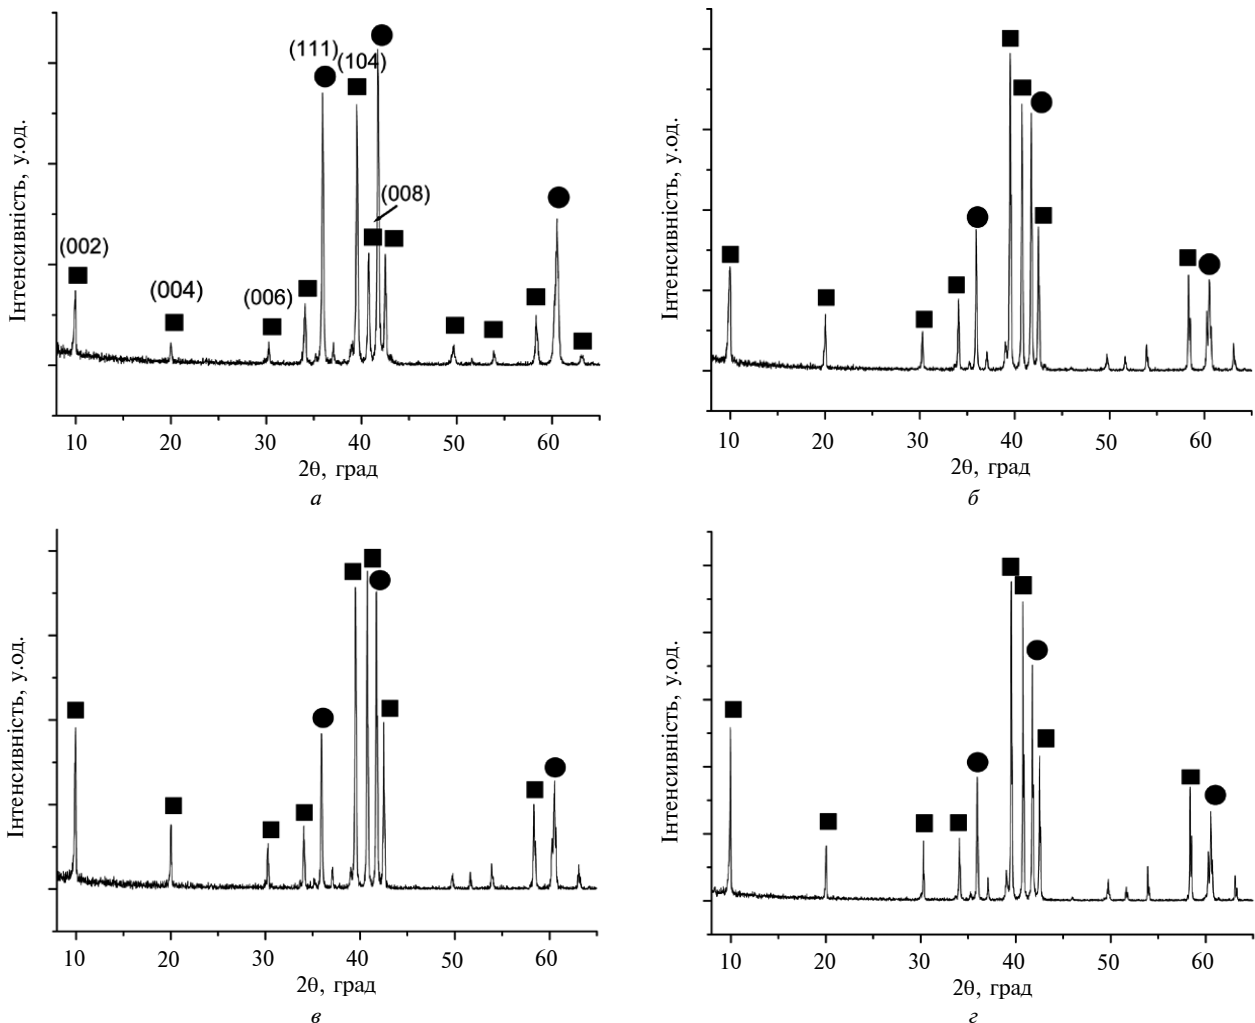 (111)
(104)
(008)
(002)
(004)
(006)
Інтенсивність, у.од.
10 20 30 40 50 60
2θ, град
а
Інтенсивність, у.од.
10 20 30 40 50 60
2θ, град
б
Інтенсивність, у.од.
10 20 30 40 50 60
2θ, град
в
Інтенсивність, у.од.
10 20 30 40 50 60
2θ, град
г